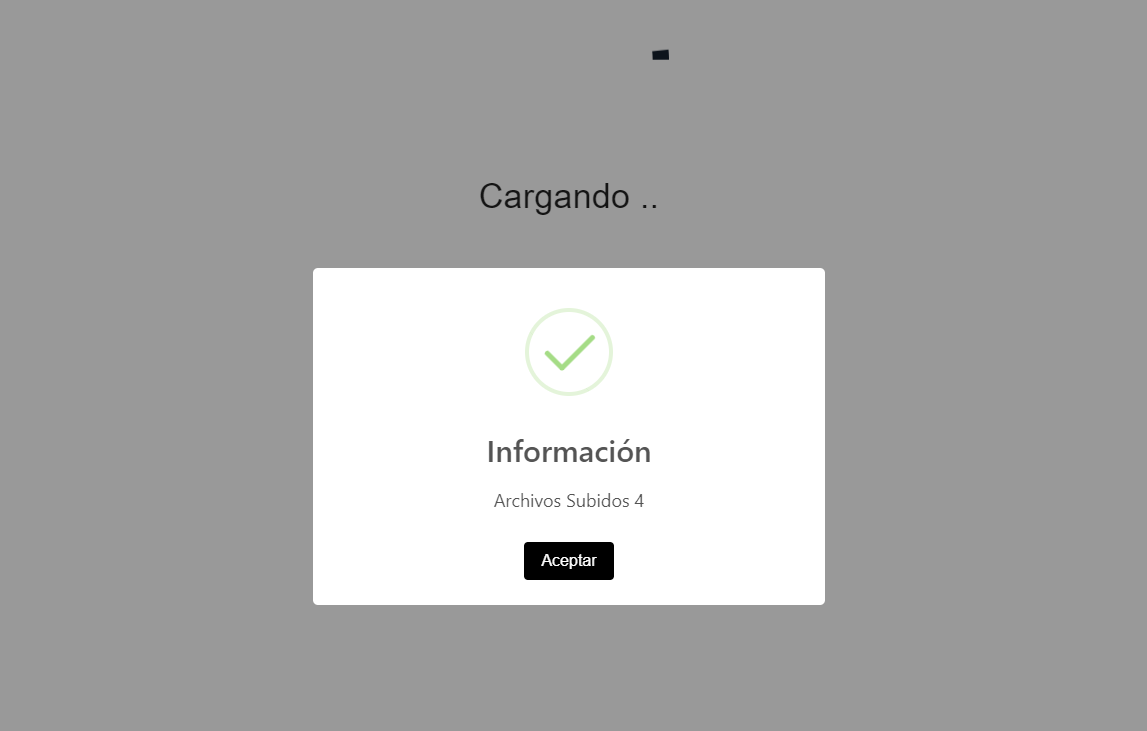 Cargando ..
Información
Archivos Subidos 4
Aceptar